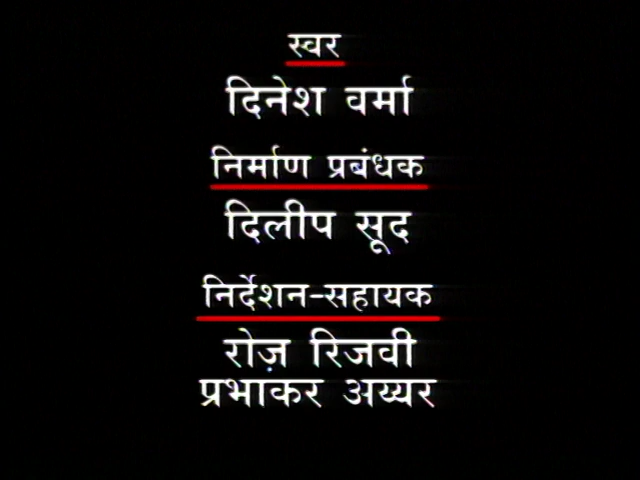 स्वर
दिनेश वर्मा
निर्माण प्रबंधक
दिलीप सूद
निर्देशन-सहायक
रोज़ रिजवी
प्रभाकर अय्यर